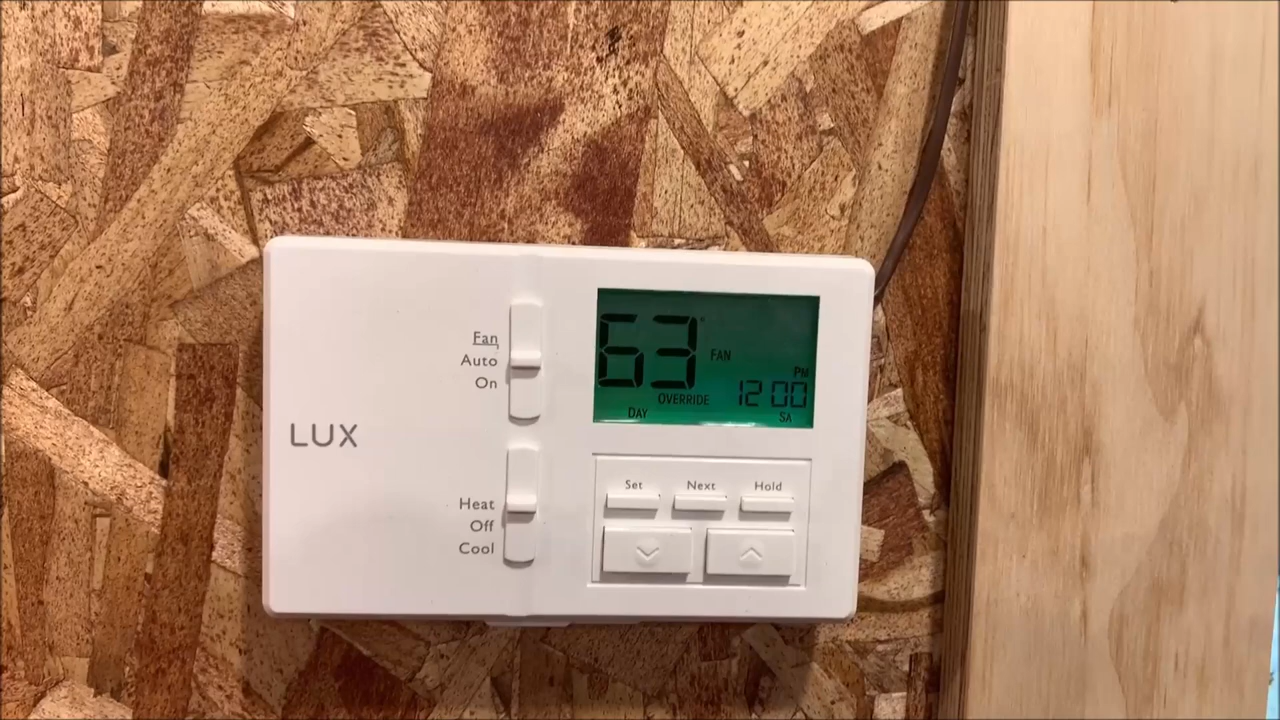 Fan
Auto
On
LUX
Heat
Off
Cool
63°
FAN
PM
OVERRIDE 12 00
DAY SA
Set Next Hold